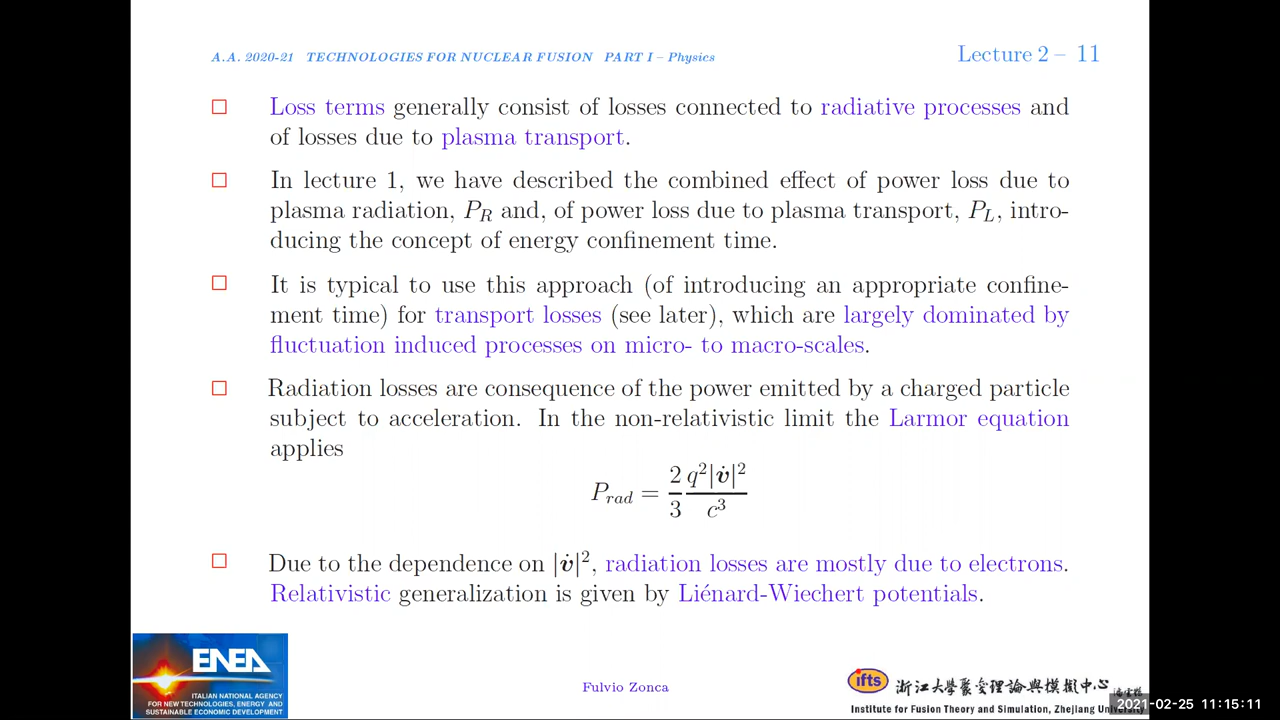 A.A. 2020-21 TECHNOLOGIES FOR NUCLEAR FUSION PART I – Physics
Lecture 2 – 11
Loss terms generally consist of losses connected to radiative processes and
of losses due to plasma transport.
In lecture 1, we have described the combined effect of power loss due to
plasma radiation, P_R and, of power loss due to plasma transport, P_L, intro-
ducing the concept of energy confinement time.
It is typical to use this approach (of introducing an appropriate confine-
ment time) for transport losses (see later), which are largely dominated by
fluctuation induced processes on micro- to macro-scales.
Radiation losses are consequence of the power emitted by a charged particle
subject to acceleration. In the non-relativistic limit the Larmor equation
applies
P_{rad} = \frac{2}{3} \frac{q^2|\dot{v}|^2}{c^3}
Due to the dependence on |\dot{v}|^2, radiation losses are mostly due to electrons.
Relativistic generalization is given by Liénard-Wiechert potentials.
ENEA
ITALIAN NATIONAL AGENCY
FOR NEW TECHNOLOGIES, ENERGY AND
SUSTAINABLE ECONOMIC DEVELOPMENT
Fulvio Zonca
ifts
浙江大學聚变理論與模擬中心
Institute for Fusion Theory and Simulation, Zhejiang University
2021-02-25 11:15:11